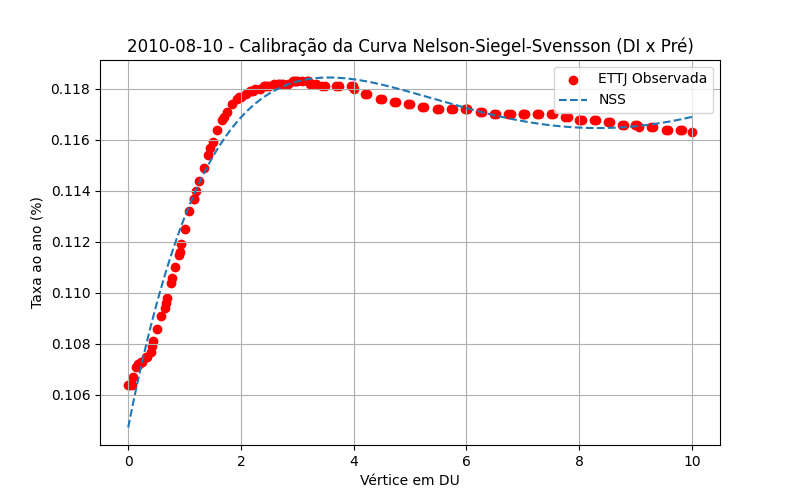 2010-08-10 - Calibração da Curva Nelson-Siegel-Svensson (DI x Pré)
ETTJ Observada
NSS
Taxa ao ano (%)
0.118
0.116
0.114
0.112
0.110
0.108
0.106
0 2 4 6 8 10
Vértice em DU